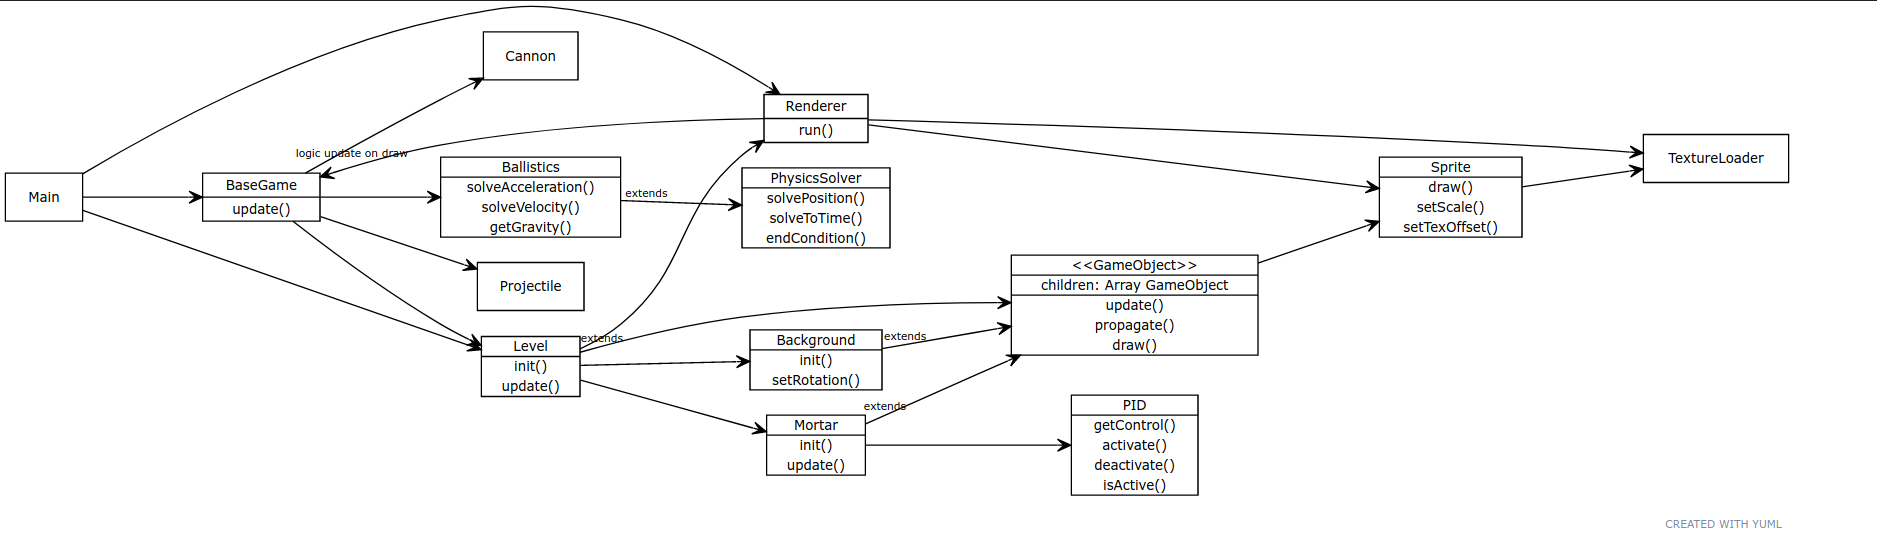 Cannon
Renderer
run()
logic update on draw
Main
BaseGame
update()
Ballistics
solveAcceleration()
solveVelocity()
getGravity()
extends
PhysicsSolver
solvePosition()
solveToTime()
endCondition()
Sprite
draw()
setScale()
setTexOffset()
TextureLoader
Projectile
<<GameObject>>
children: Array GameObject
update()
propagate()
draw()
Level
init()
update()
extends
Background
init()
setRotation()
extends
Mortar
init()
update()
extends
PID
getControl()
activate()
deactivate()
isActive()
CREATED WITH YUML